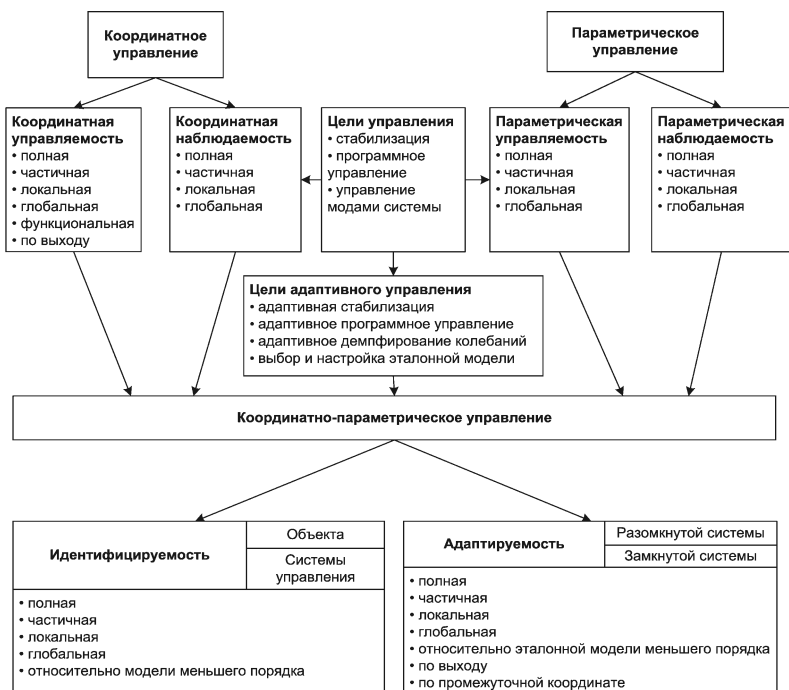 Координатное
управление
Параметрическое
управление
Координатная
управляемость
• полная
• частичная
• локальная
• глобальная
• функциональная
• по выходу
Координатная
наблюдаемость
• полная
• частичная
• локальная
• глобальная
Цели управления
• стабилизация
• программное
управление
• управление
модами системы
Параметрическая
управляемость
• полная
• частичная
• локальная
• глобальная
Параметрическая
наблюдаемость
• полная
• частичная
• локальная
• глобальная
Цели адаптивного управления
• адаптивная стабилизация
• адаптивное программное управление
• адаптивное демпфирование колебаний
• выбор и настройка эталонной модели
Координатно-параметрическое управление
Идентифицируемость
Объекта
Системы
управления
• полная
• частичная
• локальная
• глобальная
• относительно модели меньшего порядка
Адаптируемость
Разомкнутой системы
Замкнутой системы
• полная
• частичная
• локальная
• глобальная
• относительно эталонной модели меньшего порядка
• по выходу
• по промежуточной координате